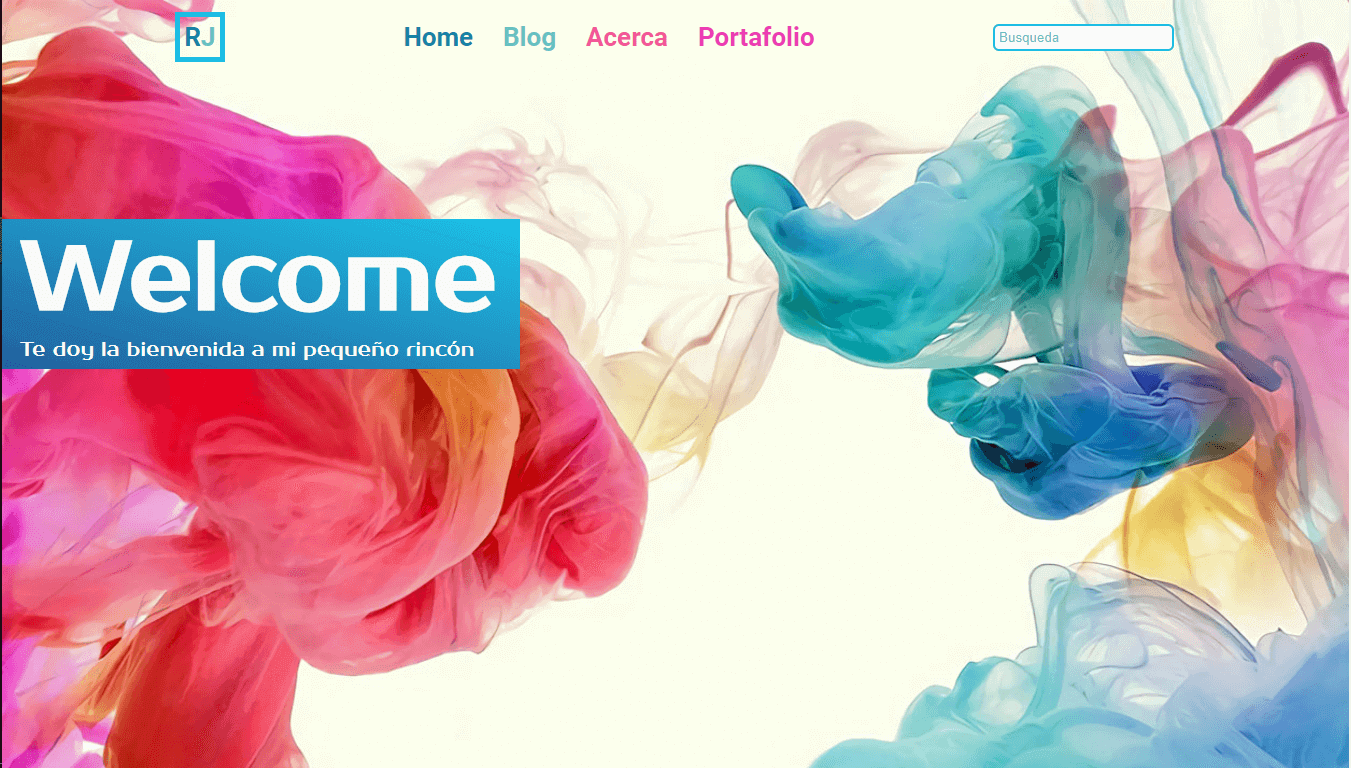 RJ
Home Blog Acerca Portafolio
Busqueda
Welcome
Te doy la bienvenida a mi pequeño rincón